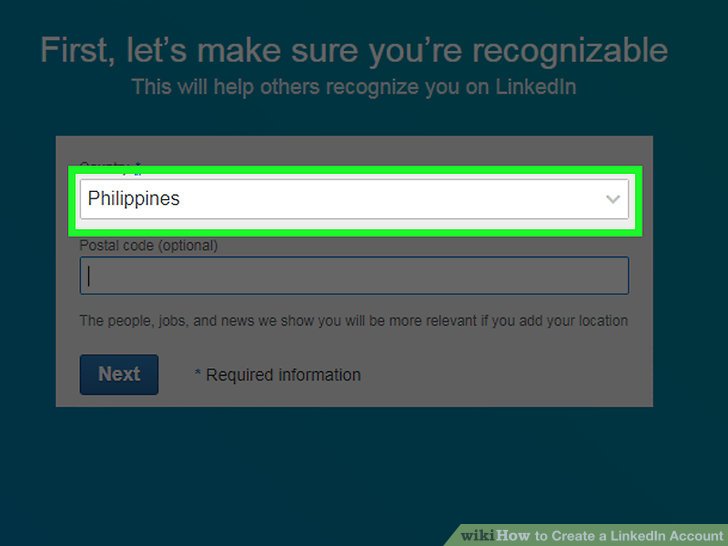 First, let's make sure you're recognizable
This will help others recognize you on LinkedIn
Country *
Philippines
Postal code (optional)
The people, jobs, and news we show you will be more relevant if you add your location
Next
* Required information
wikiHow to Create a LinkedIn Account